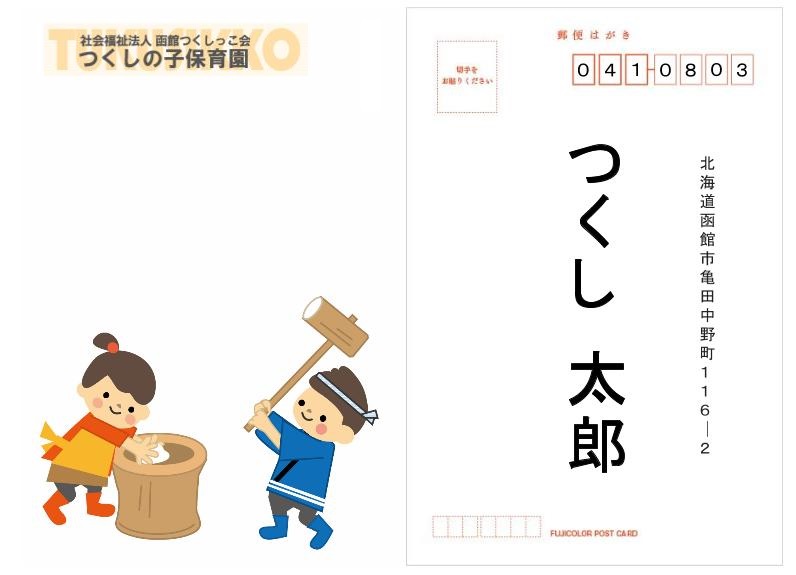 TUKUSIKKO
社会福祉法人 函館つくしっこ会
つくしの子保育園
郵便はがき
切手を
お貼りください
041-0803
北海道函館市亀田中野町116—2
つくし 太郎
FUJICOLOR POST CARD